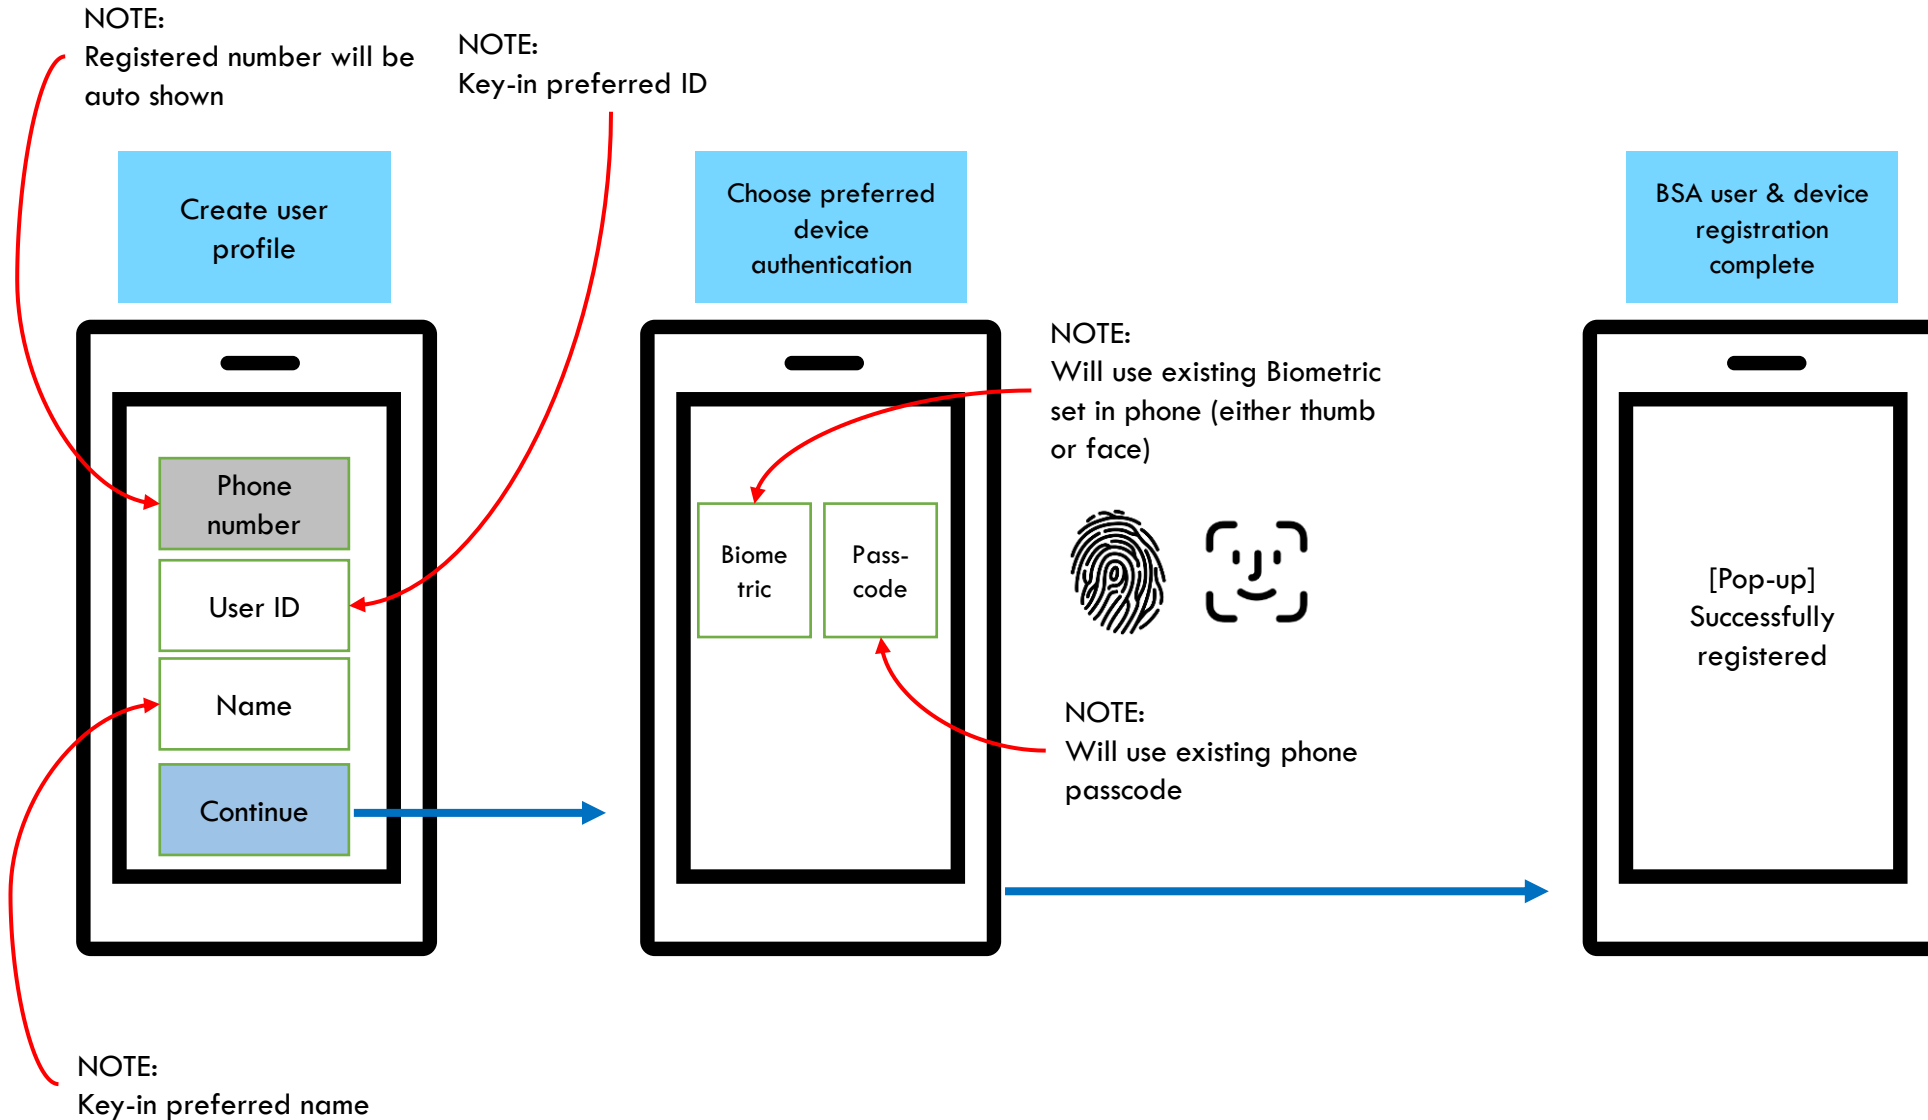 NOTE:
Registered number will be
auto shown
NOTE:
Key-in preferred ID
Create user
profile
Choose preferred
device
authentication
BSA user & device
registration
complete
Phone
number
User ID
Name
Continue
Biome
tric
Pass-
code
NOTE:
Will use existing Biometric
set in phone (either thumb
or face)
NOTE:
Will use existing phone
passcode
[Pop-up]
Successfully
registered
NOTE:
Key-in preferred name